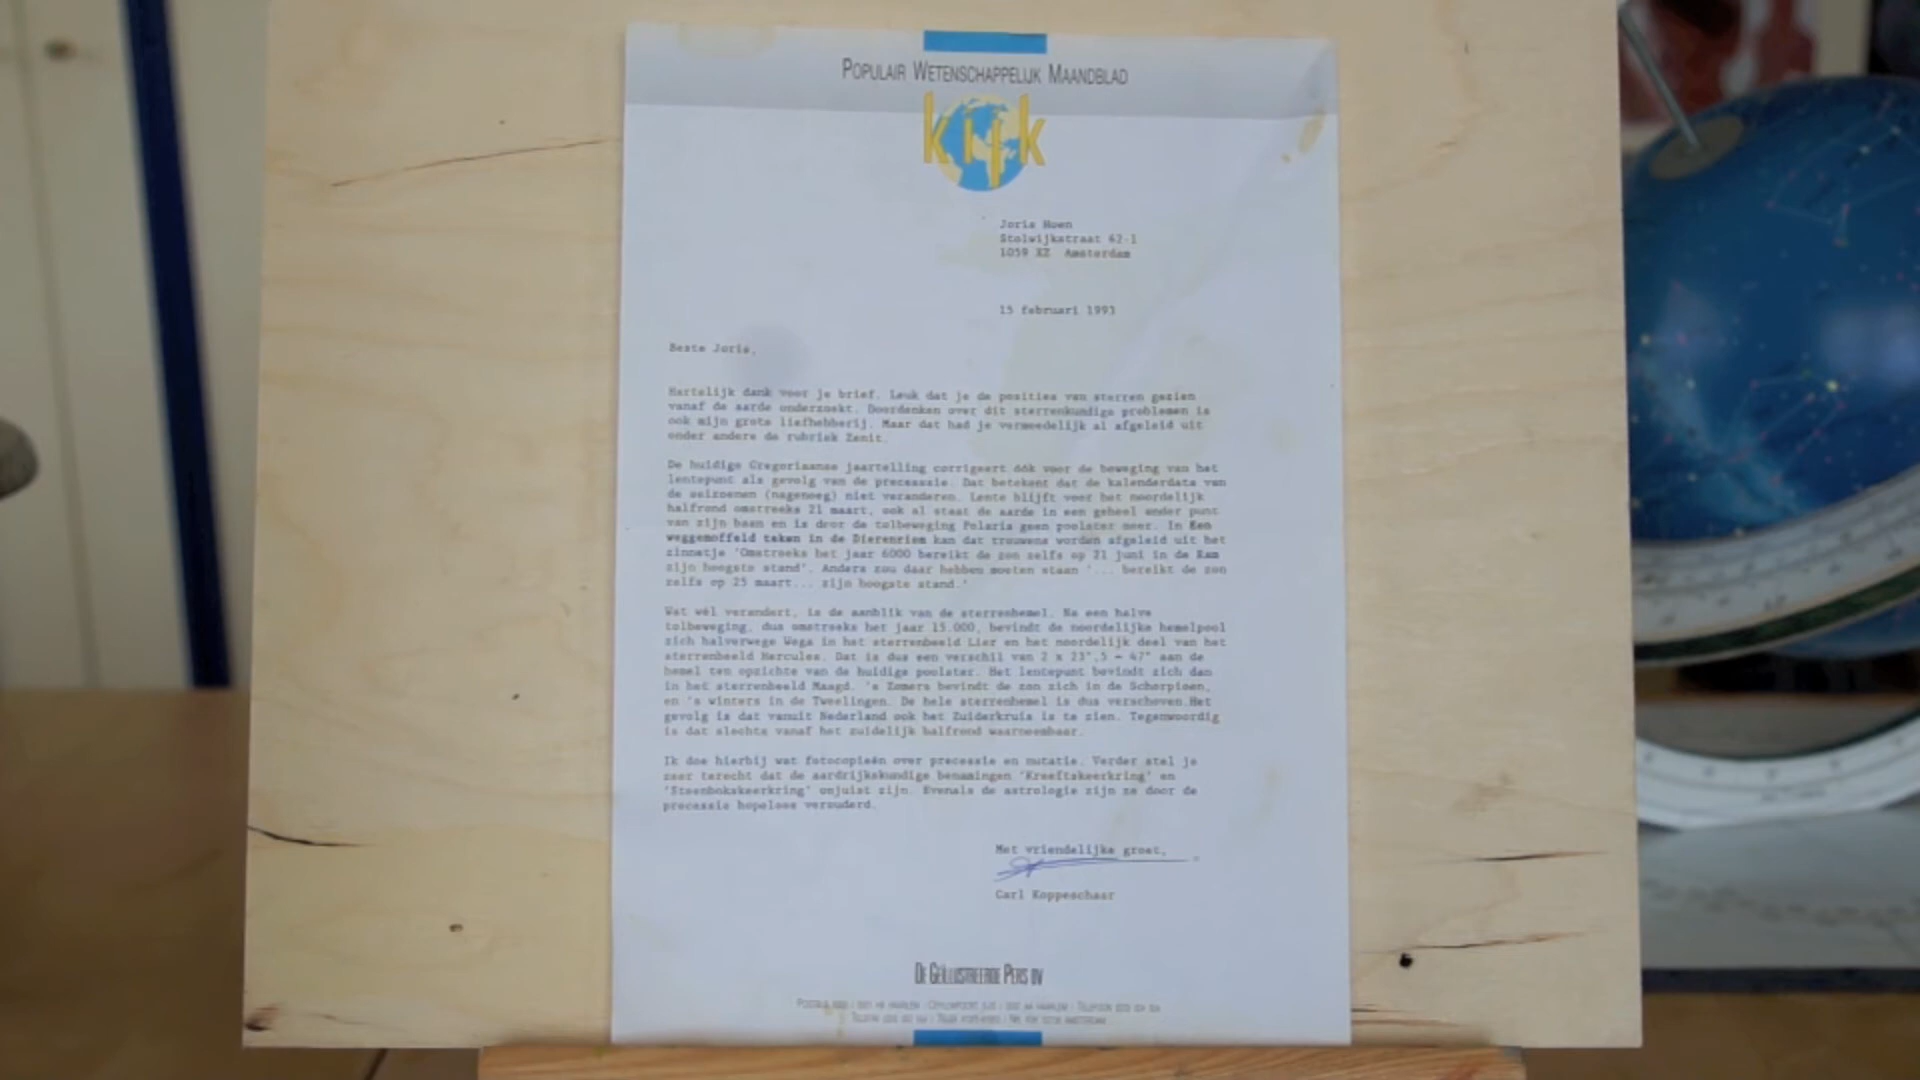 POPULAIR WETENSCHAPPELIJK MAANDBLAD
kijk
Joris
Stolwijkstraat 62-1
1059 XZ Amsterdam
15 februari 1993
Beste Joris,
Hartelijk dank voor je brief. Leuk dat je de posities van sterren gezien
vanaf de aarde onderzoekt. Doordenken over dit sterrenkundige problemen is
ook mijn grote liefhebberij. Maar dat had je vermoedelijk al afgeleid uit
onder andere de rubriek Zenit.
De huidige Gregoriaanse jaartelling corrigeert óók voor de beweging van het
lentepunt als gevolg van de precessie. Dat betekent dat de kalenderdata van
de seizoenen (nagenoeg) niet veranderen. Lente blijft voor het noordelijk
halfrond omstreeks 21 maart, ook al staat de aarde in een geheel ander punt
van zijn baan en is door de tolbeweging Polaris geen poolster meer. In Een
weggemoffeld teken in de Dierenriem kan dat trouwens worden afgeleid uit het
zinnetje 'Omstreeks het jaar 6000 bereikt de zon zelfs op 21 juni in de Ram
zijn hoogste stand'. Anders zou daar hebben moeten staan '... bereikt de zon
zelfs op 25 maart... zijn hoogste stand.'
Wat wél verandert, is de aanblik van de sterrenhemel. Na een halve
tolbeweging, dus omstreeks het jaar 15.000, bevindt de noordelijke hemelpool
zich halverwege Wega in het sterrenbeeld Lier en het noordelijk deel van het
sterrenbeeld Hercules. Dat is dus een verschil van 2 x 23°,5 = 47° aan de
hemel ten opzichte van de huidige poolster. Het lentepunt bevindt zich dan
in het sterrenbeeld Maagd. 's Zomers bevindt de zon zich in de Schorpioen,
en 's winters in de Tweelingen. De hele sterrenhemel is dus verschoven.Het
gevolg is dat vanuit Nederland ook het Zuiderkruis is te zien. Tegenwoordig
is dat slechts vanaf het zuidelijk halfrond waarneembaar.
Ik doe hierbij wat fotocopieën over precessie en nutatie. Verder stel je
zeer terecht dat de aardrijkskundige benamingen 'Kreeftskeerkring' en
'Steenbokskeerkring' onjuist zijn. Evenals de astrologie zijn ze door de
precessie hopeloos verouderd.
Met vriendelijke groet,
Carl Koppeschaar
DE GEÏLLUSTREERDE PERS BV